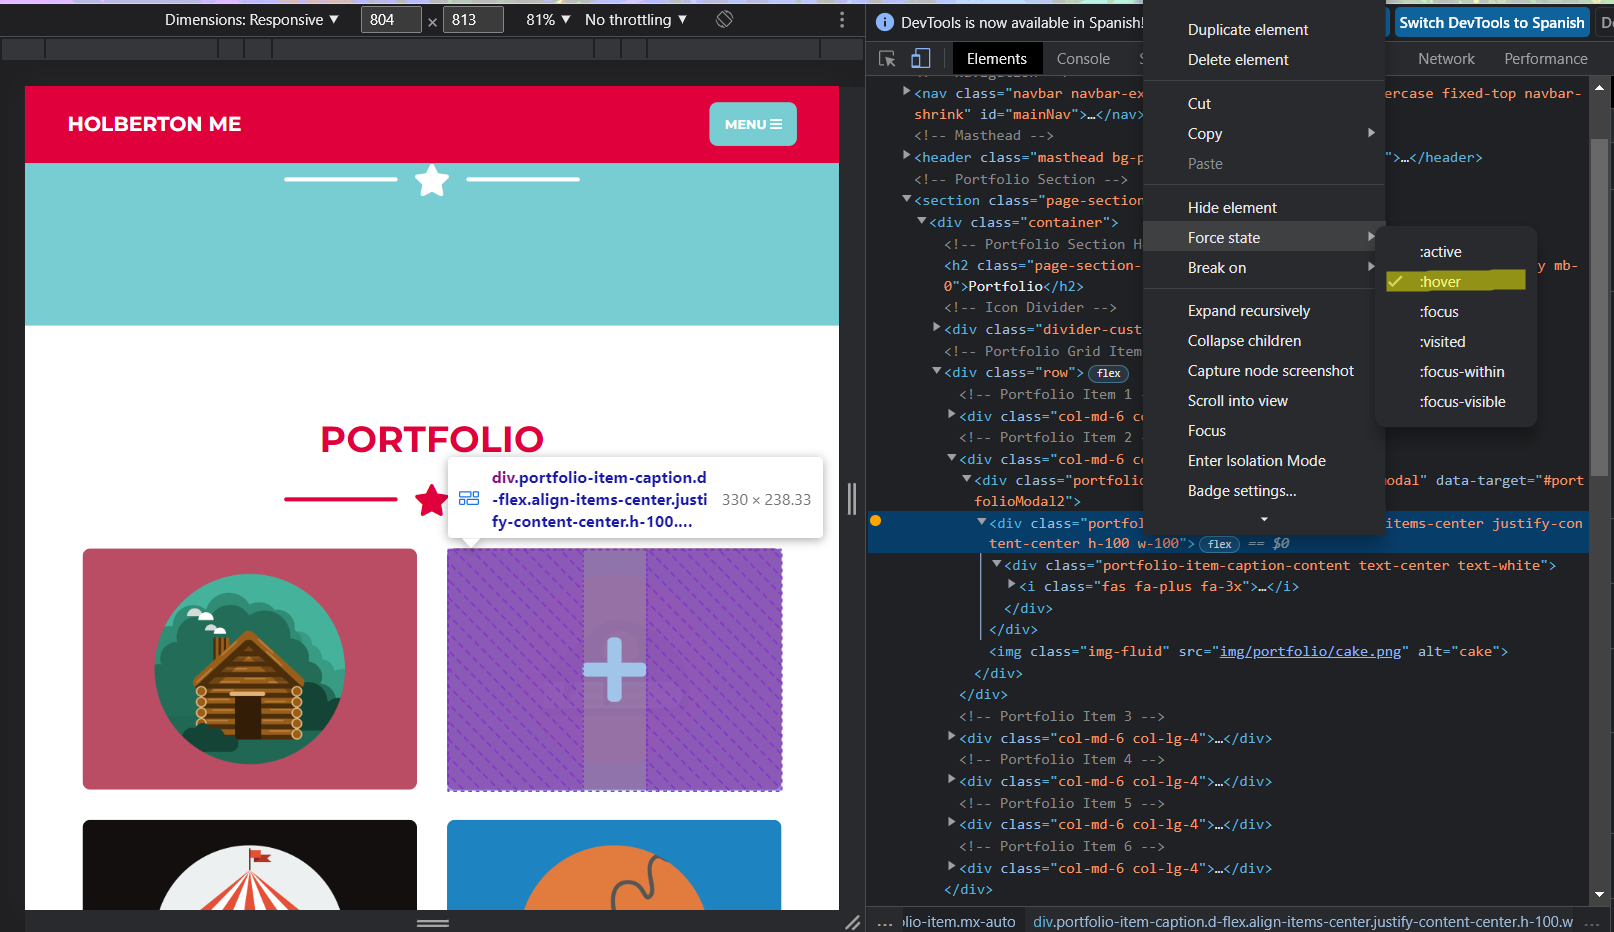 Dimensions: Responsive ▼ 804 × 813 81% ▼ No throttling ▼
DevTools is now available in Spanish!
Switch DevTools to Spanish
Elements Console
Network Performance
HOLBERTON ME
MENU
PORTFOLIO
div.portfolio-item-caption.d
-flex.align-items-center.justi
fy-content-center.h-100....
330 × 238.33
<nav class="navbar navbar-ex
ercase fixed-top navbar-
shrink" id="mainNav">…</nav>
<!-- Masthead -->
<header class="masthead bg-p
">…</header>
<!-- Portfolio Section -->
<section class="page-section
<div class="container">
<!-- Portfolio Section H
<h2 class="page-section-
y mb-
0">Portfolio</h2>
<!-- Icon Divider -->
<div class="divider-cust
<!-- Portfolio Grid Item
<div class="row"> flex
<!-- Portfolio Item 1
<div class="col-md-6 co
<!-- Portfolio Item 2
<div class="col-md-6 co
<div class="portfolio
modal" data-target="#port
folioModal2">
<div class="portfo
items-center justify-con
tent-center h-100 w-100"> flex == $0
<div class="portfolio-item-caption-content text-center text-white">
<i class="fas fa-plus fa-3x">…</i>
</div>
</div>
<img class="img-fluid" src="img/portfolio/cake.png" alt="cake">
</div>
</div>
<!-- Portfolio Item 3 -->
<div class="col-md-6 col-lg-4">…</div>
<!-- Portfolio Item 4 -->
<div class="col-md-6 col-lg-4">…</div>
<!-- Portfolio Item 5 -->
<div class="col-md-6 col-lg-4">…</div>
<!-- Portfolio Item 6 -->
<div class="col-md-6 col-lg-4">…</div>
</div>
... olio-item.mx-auto div.portfolio-item-caption.d-flex.align-items-center.justify-content-center.h-100.w ...
Duplicate element
Delete element
Cut
Copy
Paste
Hide element
Force state
Break on
Expand recursively
Collapse children
Capture node screenshot
Scroll into view
Focus
Enter Isolation Mode
Badge settings...
:active
:hover
:focus
:visited
:focus-within
:focus-visible